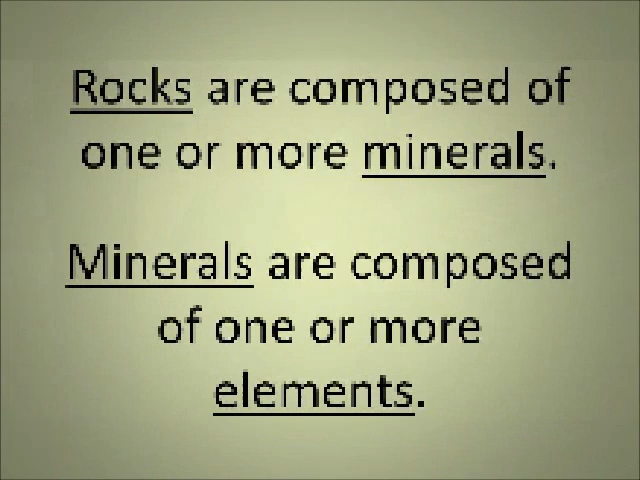 Rocks are composed of
one or more minerals.
Minerals are composed
of one or more
elements.